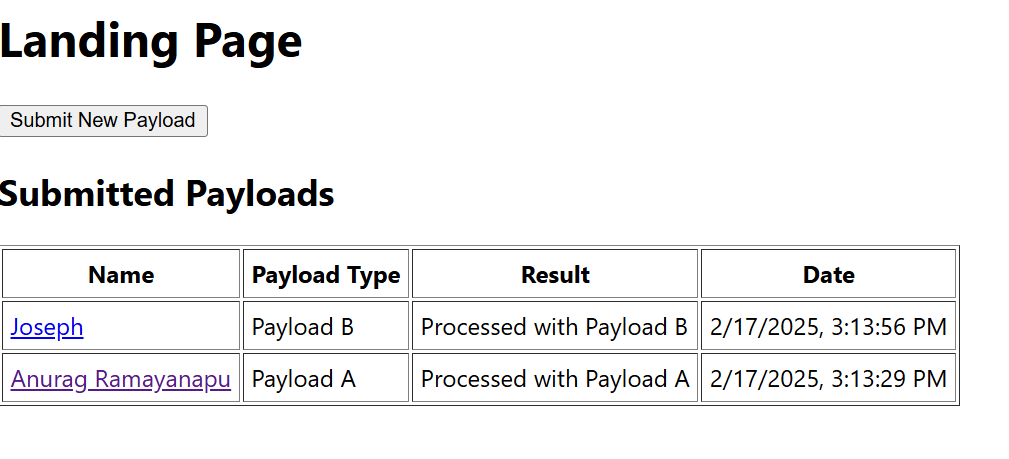 Landing Page
Submit New Payload
Submitted Payloads
Name Payload Type Result Date
Joseph Payload B Processed with Payload B 2/17/2025, 3:13:56 PM
Anurag Ramayanapu Payload A Processed with Payload A 2/17/2025, 3:13:29 PM